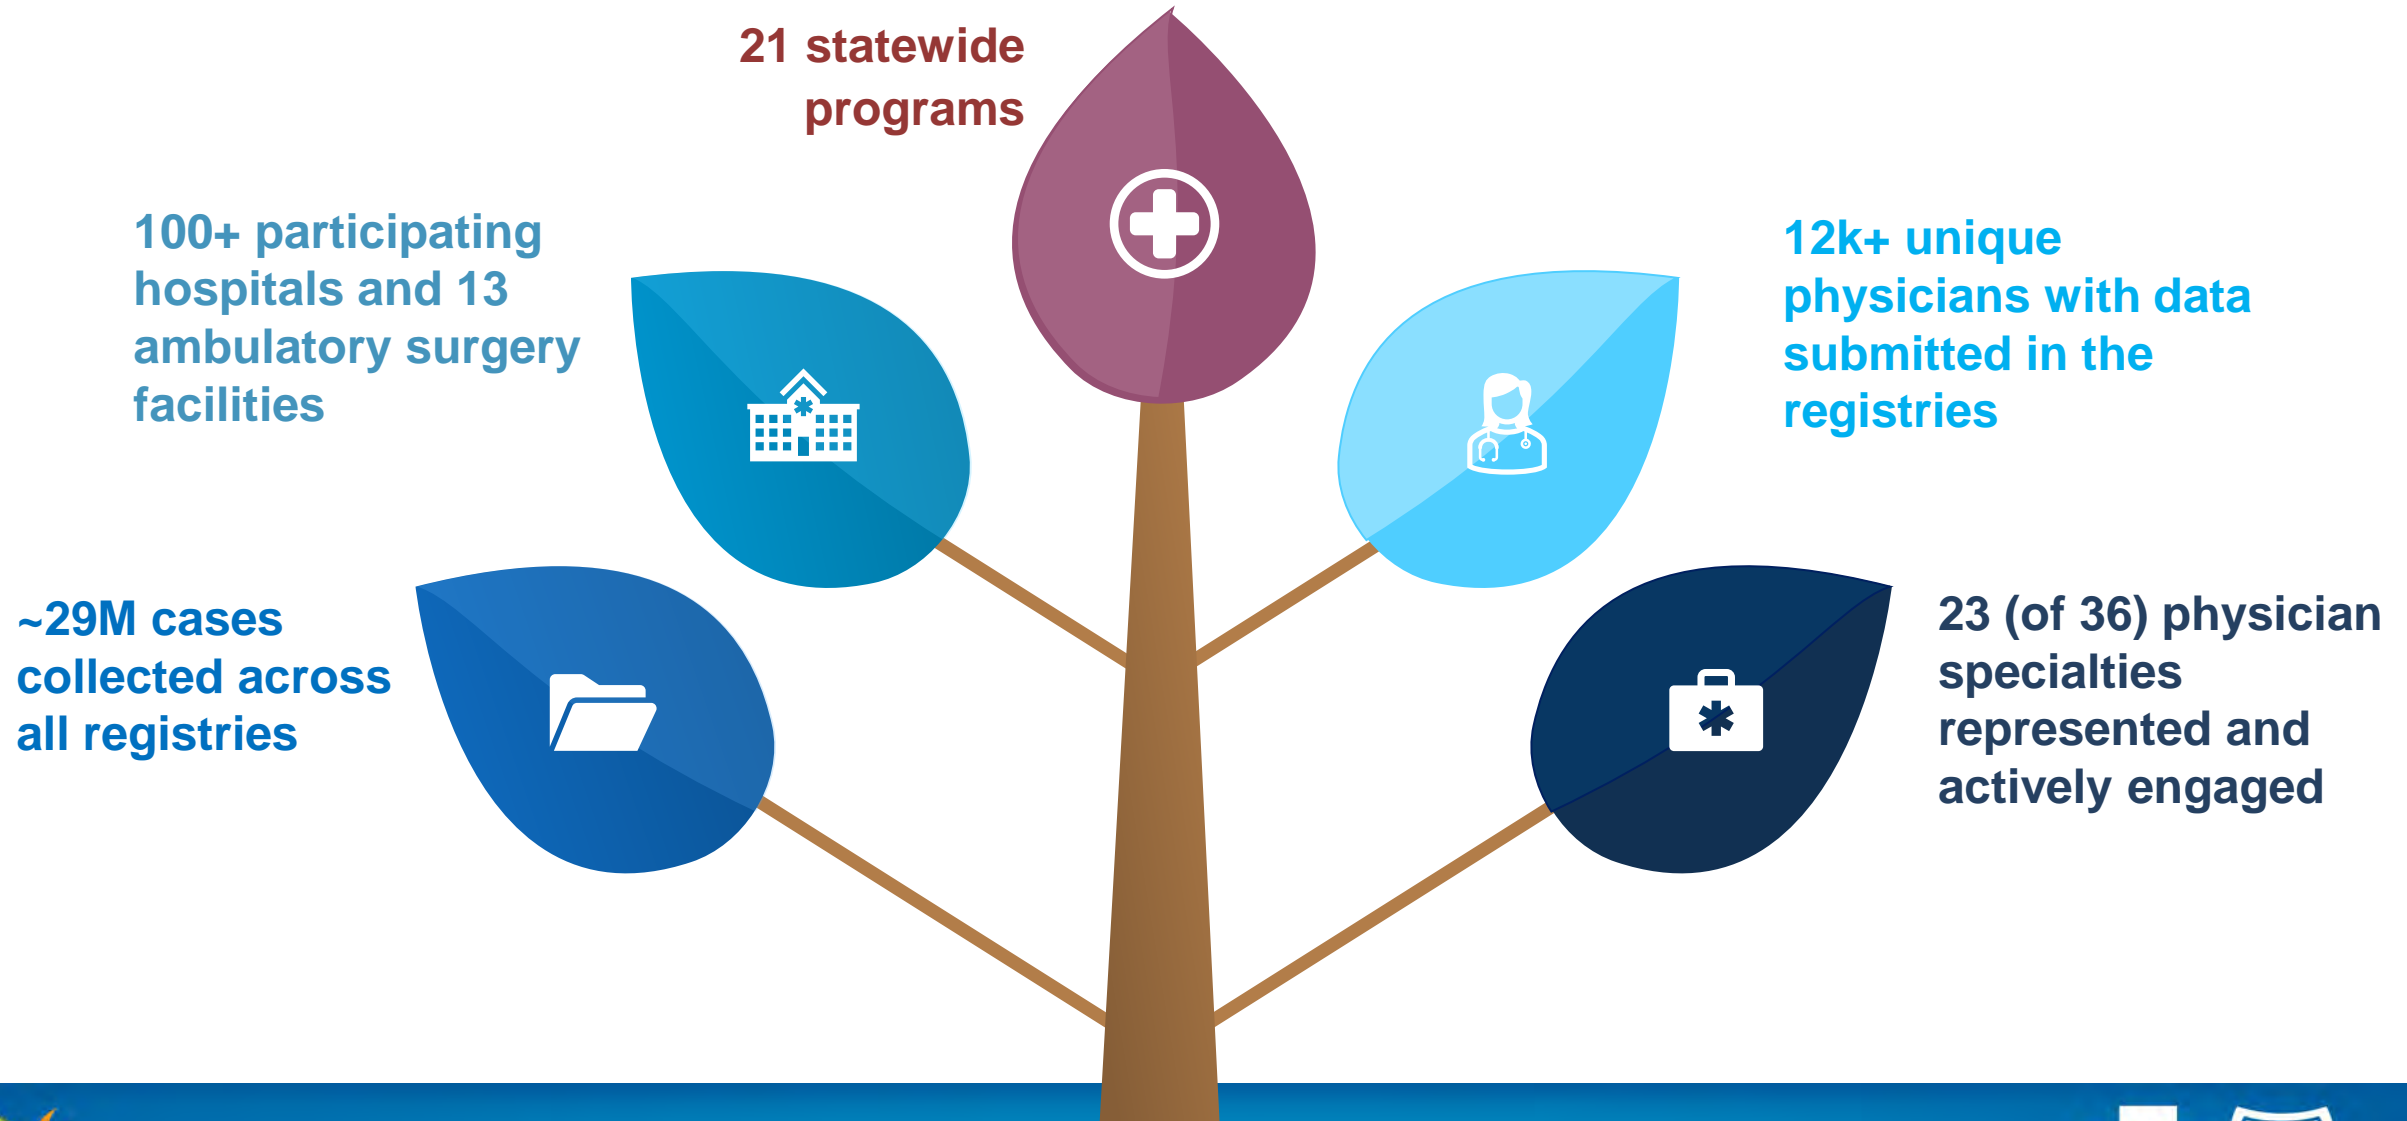 21 statewide
programs
100+ participating
hospitals and 13
ambulatory surgery
facilities
12k+ unique
physicians with data
submitted in the
registries
~29M cases
collected across
all registries
23 (of 36) physician
specialties
represented and
actively engaged